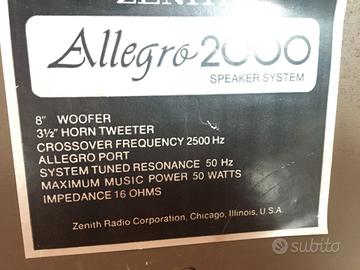 ZENITH
Allegro 2000
SPEAKER SYSTEM
8" WOOFER
3½" HORN TWEETER
CROSSOVER FREQUENCY 2500 Hz
ALLEGRO PORT
SYSTEM TUNED RESONANCE 50 Hz
MAXIMUM MUSIC POWER 50 WATTS
IMPEDANCE 16 OHMS
Zenith Radio Corporation, Chicago, Illinois, U.S.A.
subito